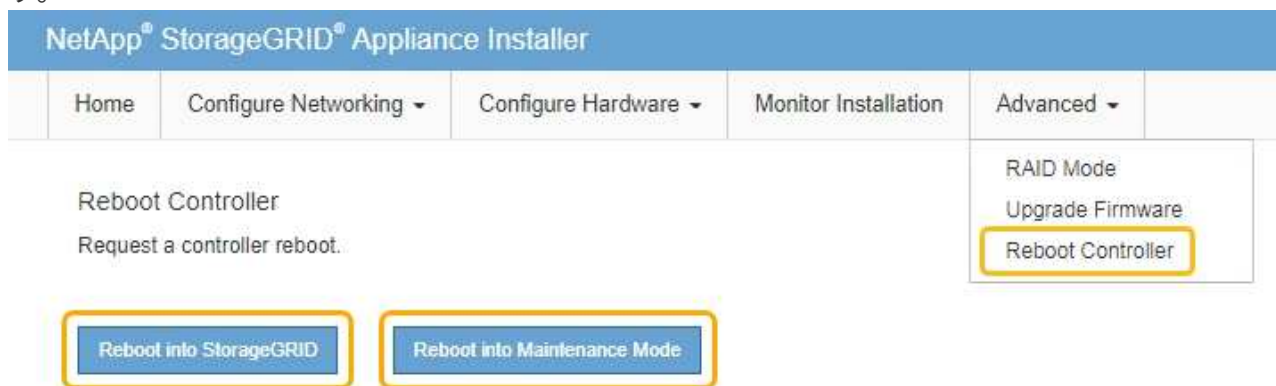 NetApp® StorageGRID® Appliance Installer
Home Configure Networking Configure Hardware Monitor Installation Advanced
RAID Mode
Upgrade Firmware
Reboot Controller
Reboot Controller
Request a controller reboot.
Reboot into StorageGRID Reboot into Maintenance Mode